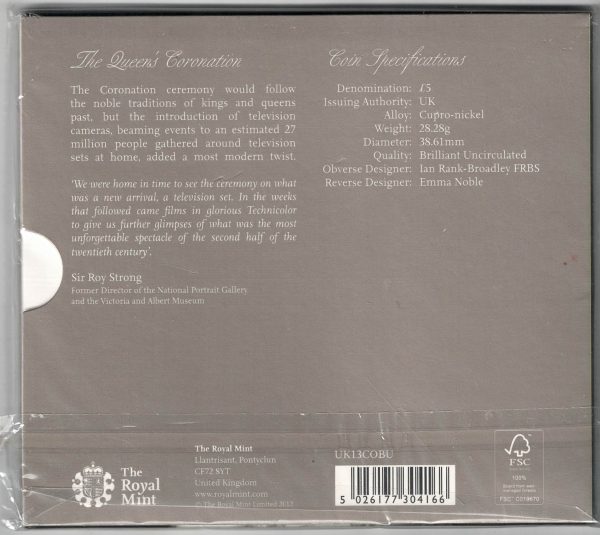 The Queen's Coronation
The Coronation ceremony would follow
the noble traditions of kings and queens
past, but the introduction of television
cameras, beaming events to an estimated 27
million people gathered around television
sets at home, added a most modern twist.
'We were home in time to see the ceremony on what
was a new arrival, a television set. In the weeks
that followed came films in glorious Technicolor
to give us further glimpses of what was the most
unforgettable spectacle of the second half of the
twentieth century'.
Sir Roy Strong
Former Director of the National Portrait Gallery
and the Victoria and Albert Museum
Coin Specifications
Denomination: £5
Issuing Authority: UK
Alloy: Cupro-nickel
Weight: 28.28g
Diameter: 38.61mm
Quality: Brilliant Uncirculated
Obverse Designer: Ian Rank-Broadley FRBS
Reverse Designer: Emma Noble
The
Royal
Mint
The Royal Mint
Llantrisant, Pontyclun
CF72 8YT
United Kingdom
www.royalmint.com
© The Royal Mint Limited 2012
UK13COBU
5 026177 304166
FSC
100%
Board from well
managed forests
FSC® C019670